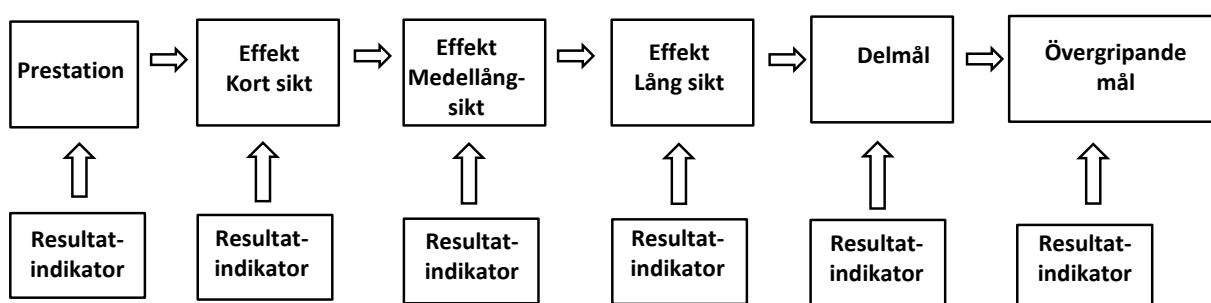 Prestation
Effekt
Kort sikt
Effekt
Medellång-
sikt
Effekt
Lång sikt
Delmål
Övergripande
mål
Resultat-
indikator
Resultat-
indikator
Resultat-
indikator
Resultat-
indikator
Resultat-
indikator
Resultat-
indikator